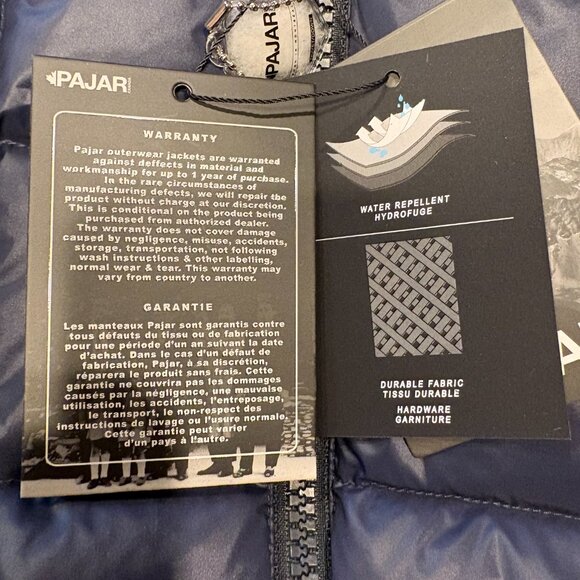 PAJAR
CANADA
PAJAR
WARRANTY
Pajar outerwear jackets are warranted
against deffects in material and
workmanship for up to 1 year of purchase.
In the rare circumstances of
manufacturing defects, we will repair the
product without charge at our discretion.
This is conditional on the product being
purchased from authorized dealer.
The warranty does not cover damage
caused by negligence, misuse, accidents,
storage, transportation, not following
wash instructions & other labelling,
normal wear & tear. This warranty may
vary from country to another.
GARANTIE
Les manteaux Pajar sont garantis contre
tous défauts du tissu ou de fabrication
pour une période d'un an suivant la date
d'achat. Dans le cas d'un défaut de
fabrication, Pajar, à sa discrétion,
réparera le produit sans frais. Cette
garantie ne couvrira pas les dommages
causés par la négligence, une mauvaise
utilisation, les accidents, l'entreposage,
le transport, le non-respect des
instructions de lavage ou l'usure normale.
Cette garantie peut varier
d'un pays à l'autre.
WATER REPELLENT
HYDROFUGE
DURABLE FABRIC
TISSU DURABLE
HARDWARE
GARNITURE
A